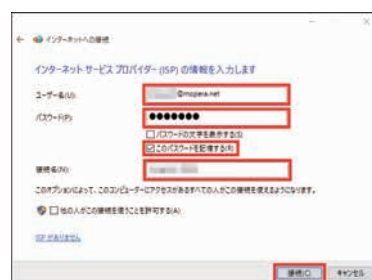 インターネットへの接続
インターネット サービス プロバイダー (ISP) の情報を入力します
ユーザー名(U):
@mopera.net
パスワード(P):
●●●●●●●
パスワードの文字を表示する(S)
このパスワードを記憶する(R)
接続名(N):
このオプションによって、このコンピューターにアクセスがあるすべての人がこの接続を使えるようになります。
他の人がこの接続を使うことを許可する(A)
ISP がありません
接続(C)
キャンセル